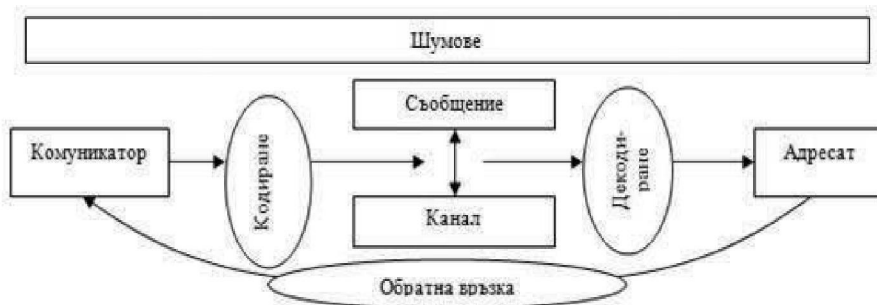 Шумове
Съобщение
Комуникатор
Кодиране
Декоди-
ране
Адресат
Канал
Обратна връзка